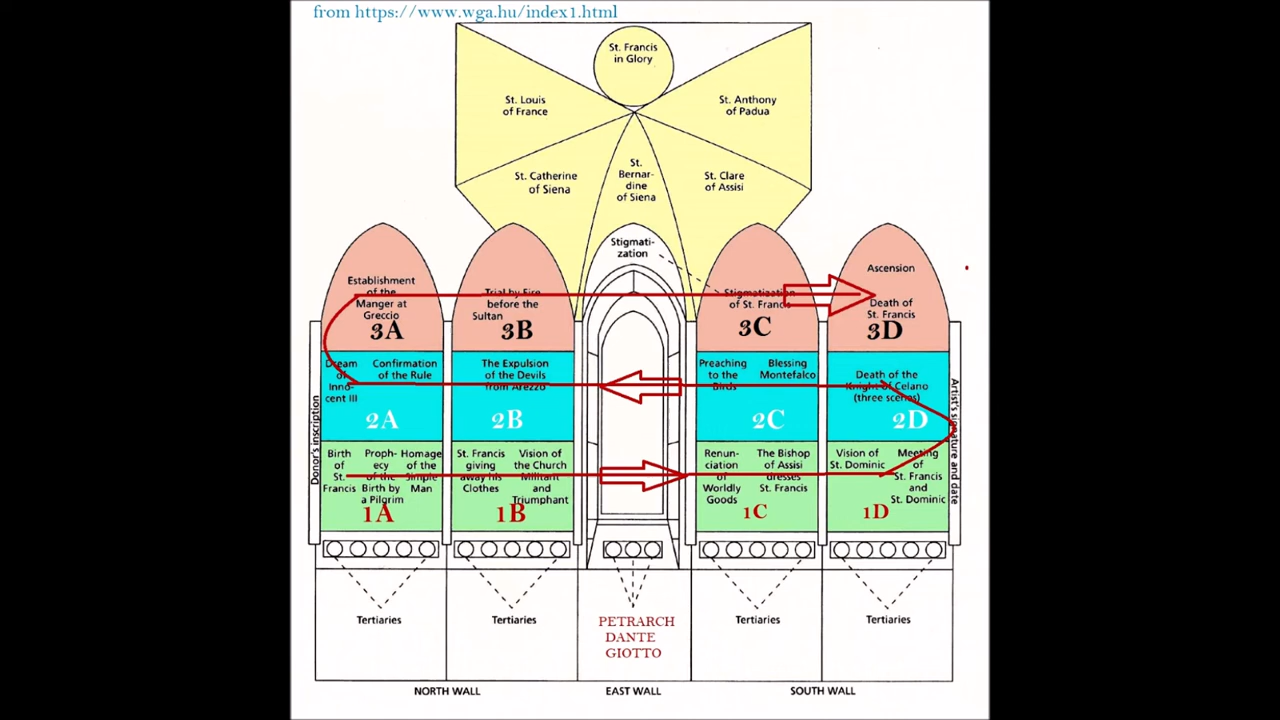 from https://www.wga.hu/index1.html
St. Francis
in Glory
St. Louis
of France
St. Anthony
of Padua
St. Catherine
of Siena
St.
Bernar-
dine
of Siena
St. Clare
of Assisi
Stigmati-
zation
Establishment
of the
Manger at
Greccio
3A
Trial by Fire
before the
Sultan
3B
Stigmatization
of St. Francis
3C
Ascension
Death of
St. Francis
3D
Dream
of
Inno-
cent III
Confirmation
of the Rule
2A
The Expulsion
of the Devils
from Arezzo
2B
Preaching
to the
Birds
Blessing
Montefalco
2C
Death of the
Knight of Celano
(three scenes)
2D
Donor's inscription
Artist's signature and date
Birth
of
St.
Francis
Proph-
ecy
of the
Birth by
a Pilgrim
Homage
of the
Simple
Man
1A
St. Francis
giving
away his
Clothes
Vision of
the Church
Militant
and
Triumphant
1B
Renun-
ciation
of
Worldly
Goods
The Bishop
of Assisi
dresses
St. Francis
1C
Vision of
St. Dominic
Meeting
of
St. Francis
and
St. Dominic
1D
Tertiaries
Tertiaries
PETRARCH
DANTE
GIOTTO
Tertiaries
Tertiaries
NORTH WALL
EAST WALL
SOUTH WALL